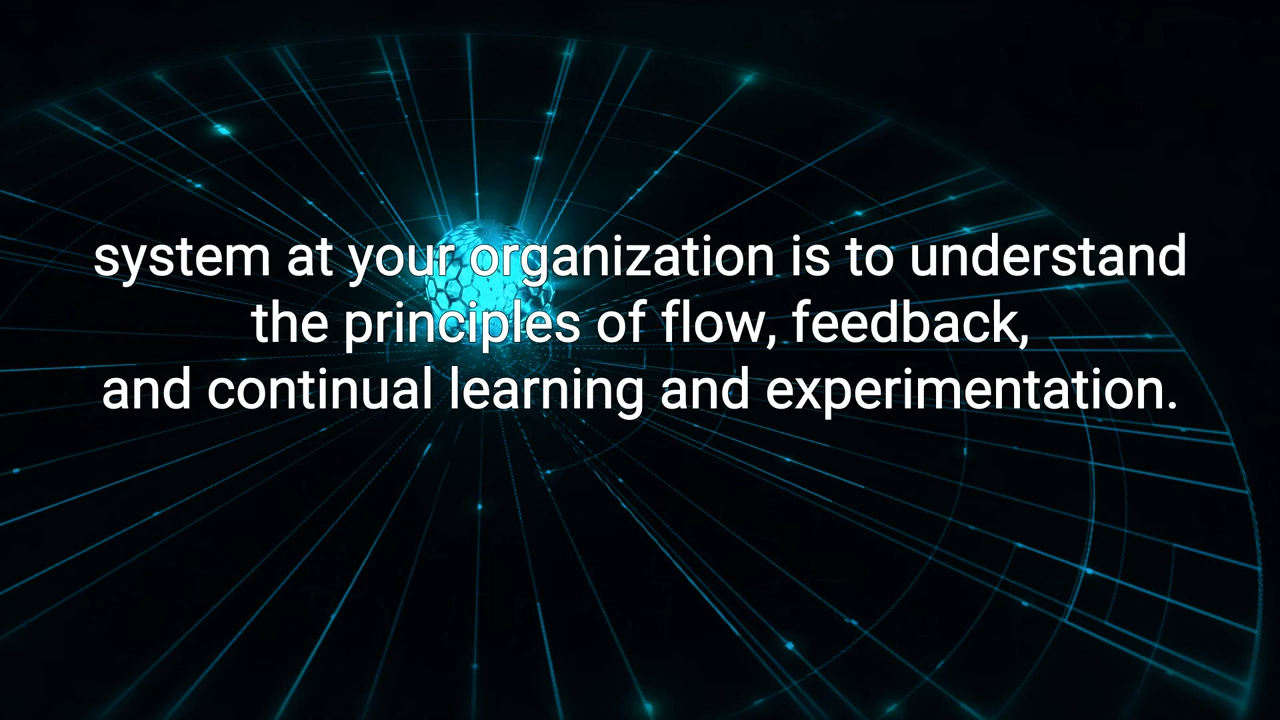 system at your organization is to understand
the principles of flow, feedback,
and continual learning and experimentation.